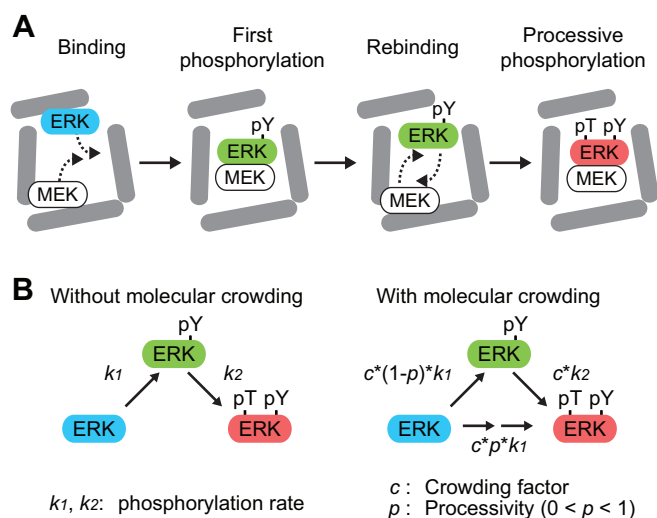 A
Binding
First
phosphorylation
Rebinding
Processive
phosphorylation
ERK
MEK
pY
ERK
MEK
pY
ERK
MEK
pT pY
ERK
MEK
B
Without molecular crowding
pY
ERK
k1
k2
pT pY
ERK
ERK
k1, k2: phosphorylation rate
With molecular crowding
pY
ERK
c*(1-p)*k1
c*k2
pT pY
ERK
ERK
c*p*k1
c : Crowding factor
p : Processivity (0 < p < 1)